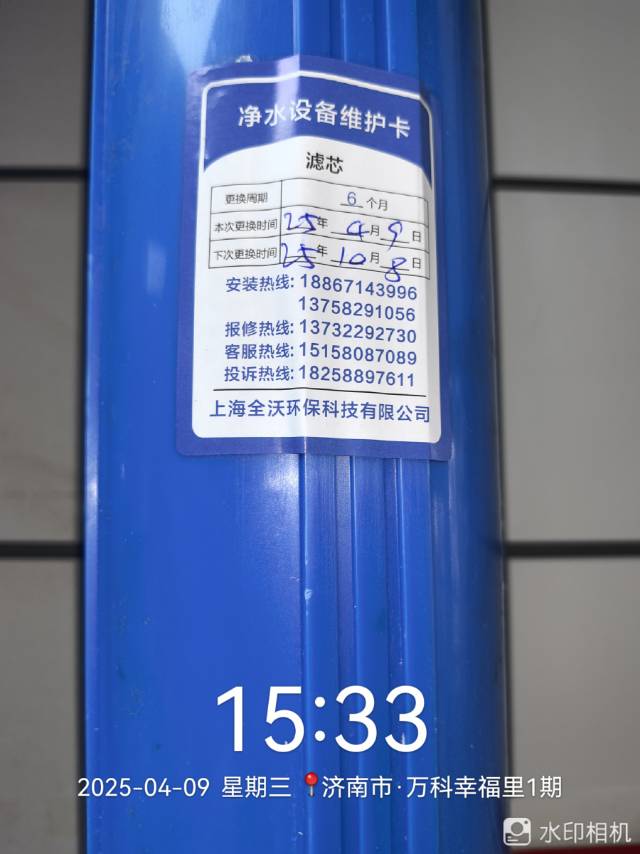 净水设备维护卡
滤芯
更换周期 6 个月
本次更换时间 25 年 4 月 9 日
下次更换时间 25 年 10 月 8 日
安装热线: 18867143996
13758291056
报修热线: 13732292730
客服热线: 15158087089
投诉热线: 18258897611
上海全沃环保科技有限公司
15:33
2025-04-09 星期三 济南市·万科幸福里1期
水印相机